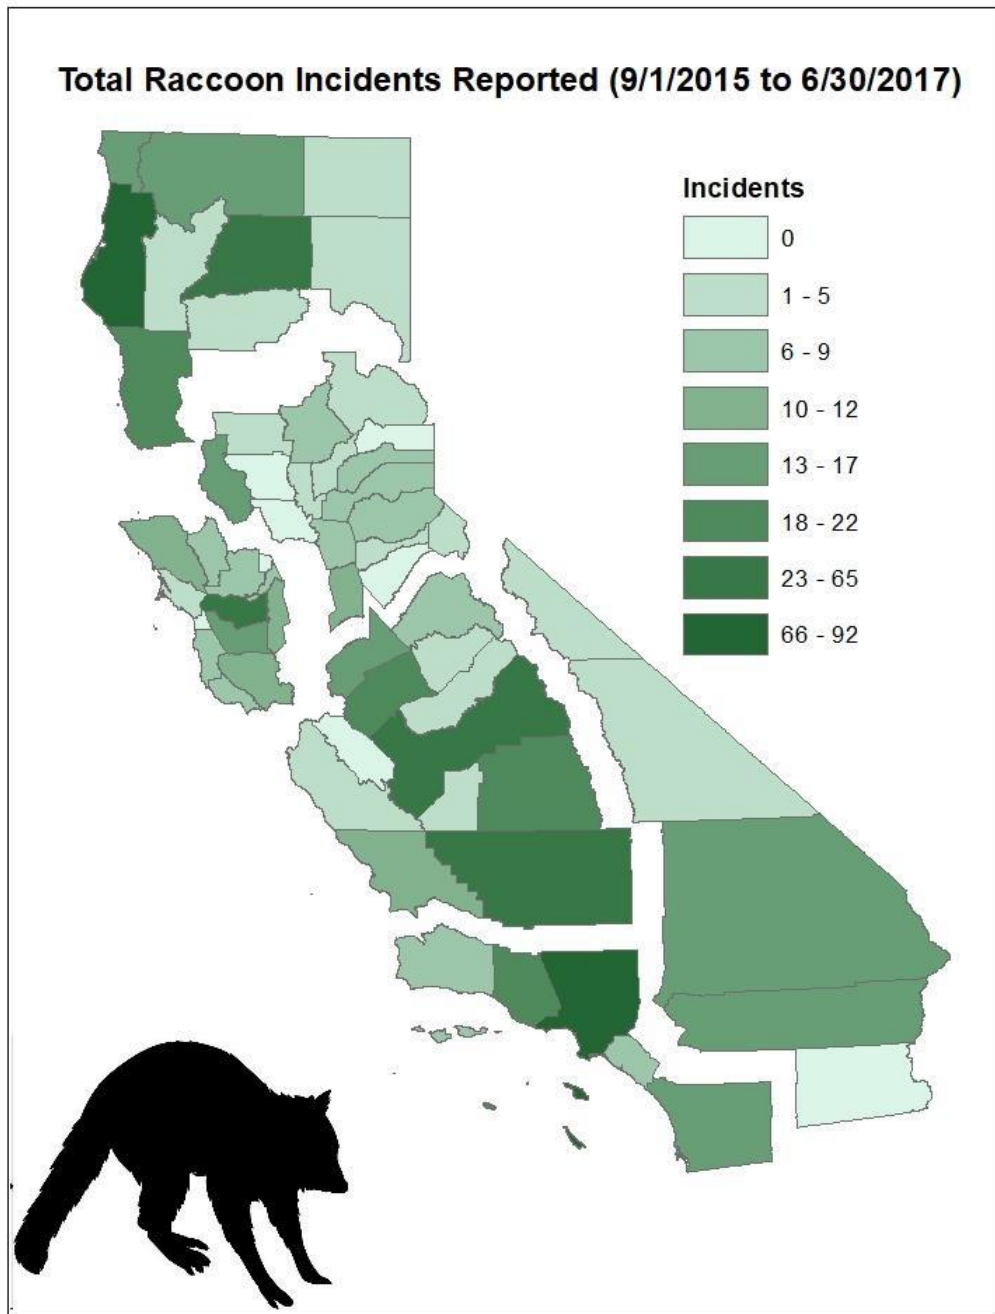 Total Raccoon Incidents Reported (9/1/2015 to 6/30/2017)
Incidents
0
1 - 5
6 - 9
10 - 12
13 - 17
18 - 22
23 - 65
66 - 92